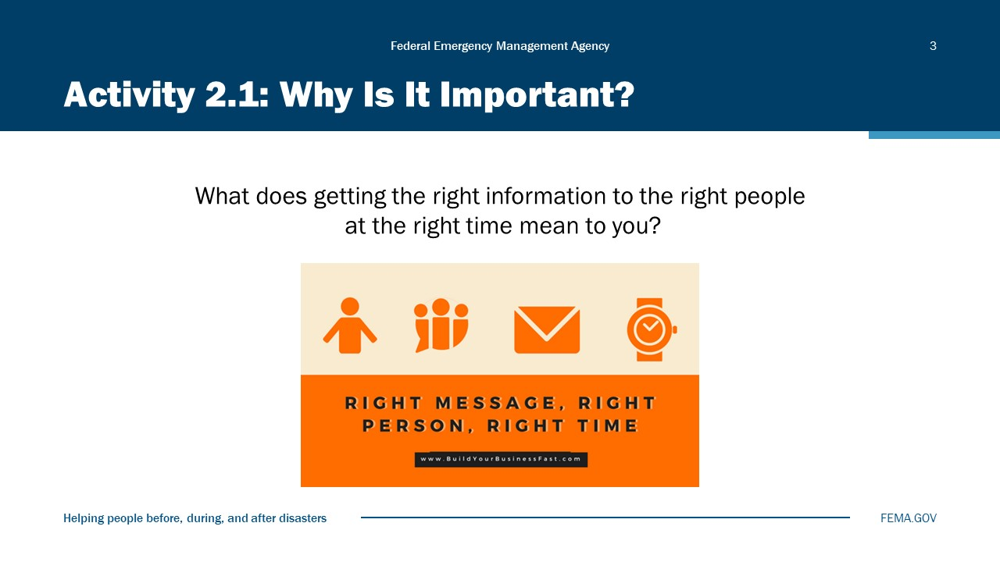 Federal Emergency Management Agency
3
Activity 2.1: Why Is It Important?
What does getting the right information to the right people
at the right time mean to you?
RIGHT MESSAGE, RIGHT
PERSON, RIGHT TIME
www.BuildYourBusinessFast.com
Helping people before, during, and after disasters
FEMA.GOV